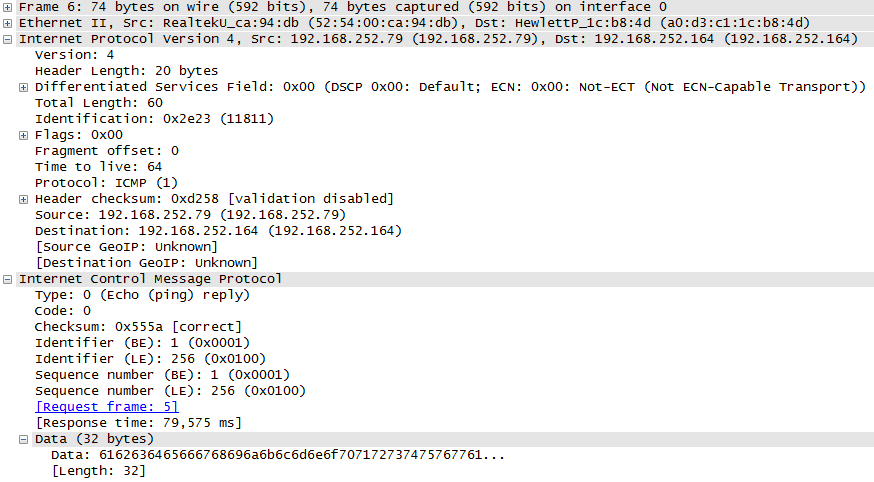 Frame 6: 74 bytes on wire (592 bits), 74 bytes captured (592 bits) on interface 0
Ethernet II, Src: RealtekU_ca:94:db (52:54:00:ca:94:db), Dst: HewlettP_1c:b8:4d (a0:d3:c1:1c:b8:4d)
Internet Protocol Version 4, Src: 192.168.252.79 (192.168.252.79), Dst: 192.168.252.164 (192.168.252.164)
Version: 4
Header Length: 20 bytes
Differentiated Services Field: 0x00 (DSCP 0x00: Default; ECN: 0x00: Not-ECT (Not ECN-Capable Transport))
Total Length: 60
Identification: 0x2e23 (11811)
Flags: 0x00
Fragment offset: 0
Time to live: 64
Protocol: ICMP (1)
Header checksum: 0xd258 [validation disabled]
Source: 192.168.252.79 (192.168.252.79)
Destination: 192.168.252.164 (192.168.252.164)
[Source GeoIP: Unknown]
[Destination GeoIP: Unknown]
Internet Control Message Protocol
Type: 0 (Echo (ping) reply)
Code: 0
Checksum: 0x555a [correct]
Identifier (BE): 1 (0x0001)
Identifier (LE): 256 (0x0100)
Sequence number (BE): 1 (0x0001)
Sequence number (LE): 256 (0x0100)
[Request frame: 5]
[Response time: 79,575 ms]
Data (32 bytes)
Data: 6162636465666768696a6b6c6d6e6f707172737475767761...
[Length: 32]